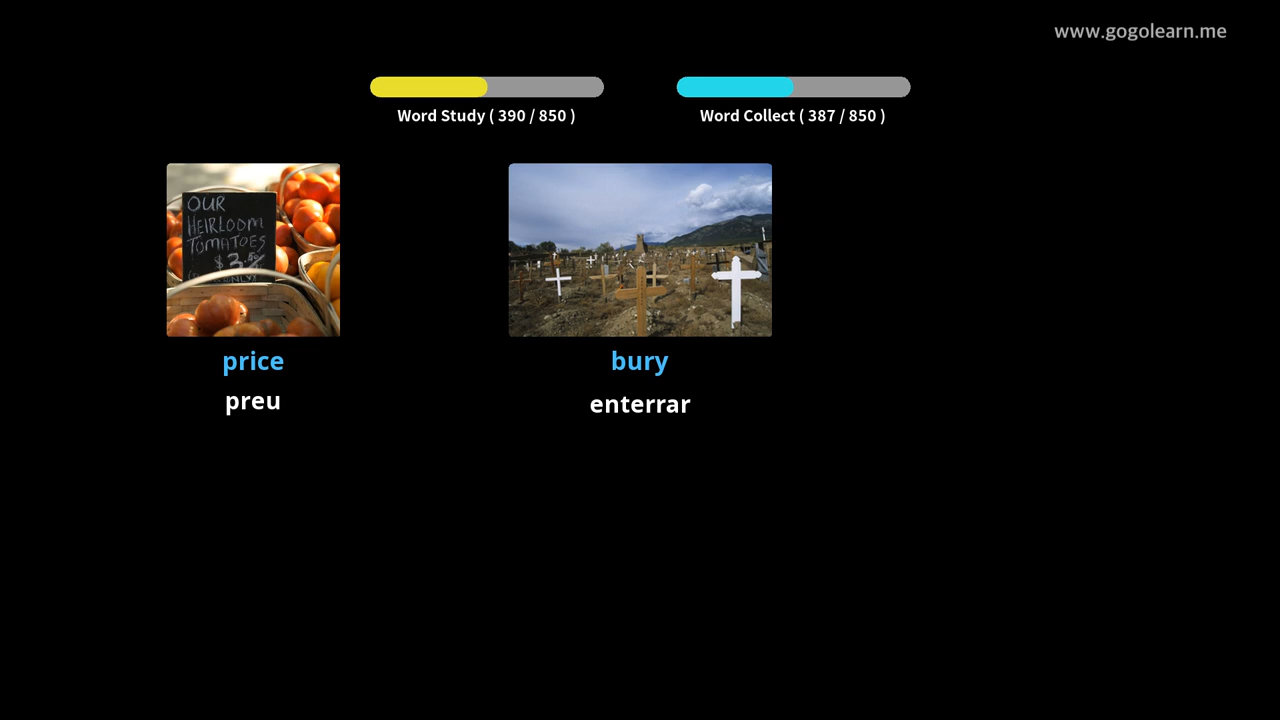 www.gogolearn.me
Word Study ( 390 / 850 )
Word Collect ( 387 / 850 )
OUR
HEIRLOOM
TOMATOES
price
bury
preu
enterrar